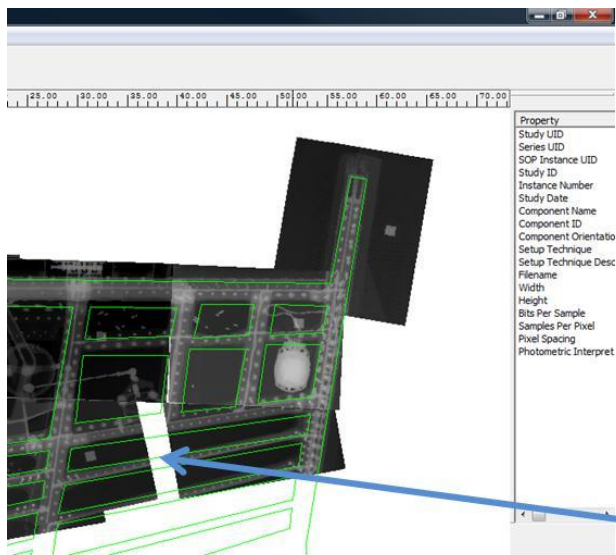 25.00 30.00 35.00 40.00 45.00 50.00 55.00 60.00 65.00 70.00
Property
Study UID
Series UID
SOP Instance UID
Study ID
Instance Number
Study Date
Component Name
Component ID
Component Orientatio
Setup Technique
Setup Technique Desc
Filename
Width
Height
Bits Per Sample
Samples Per Pixel
Pixel Spacing
Photometric Interpret